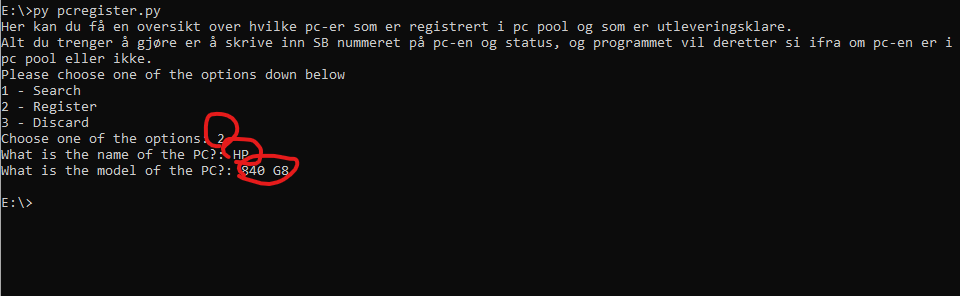 E:\>py pcregister.py
Her kan du få en oversikt over hvilke pc-er som er registrert i pc pool og som er utleveringsklare.
Alt du trenger å gjøre er å skrive inn SB nummeret på pc-en og status, og programmet vil deretter si ifra om pc-en er i
pc pool eller ikke.
Please choose one of the options down below
1 - Search
2 - Register
3 - Discard
Choose one of the options: 2
What is the name of the PC?: HP
What is the model of the PC?: 840 G8
E:\>